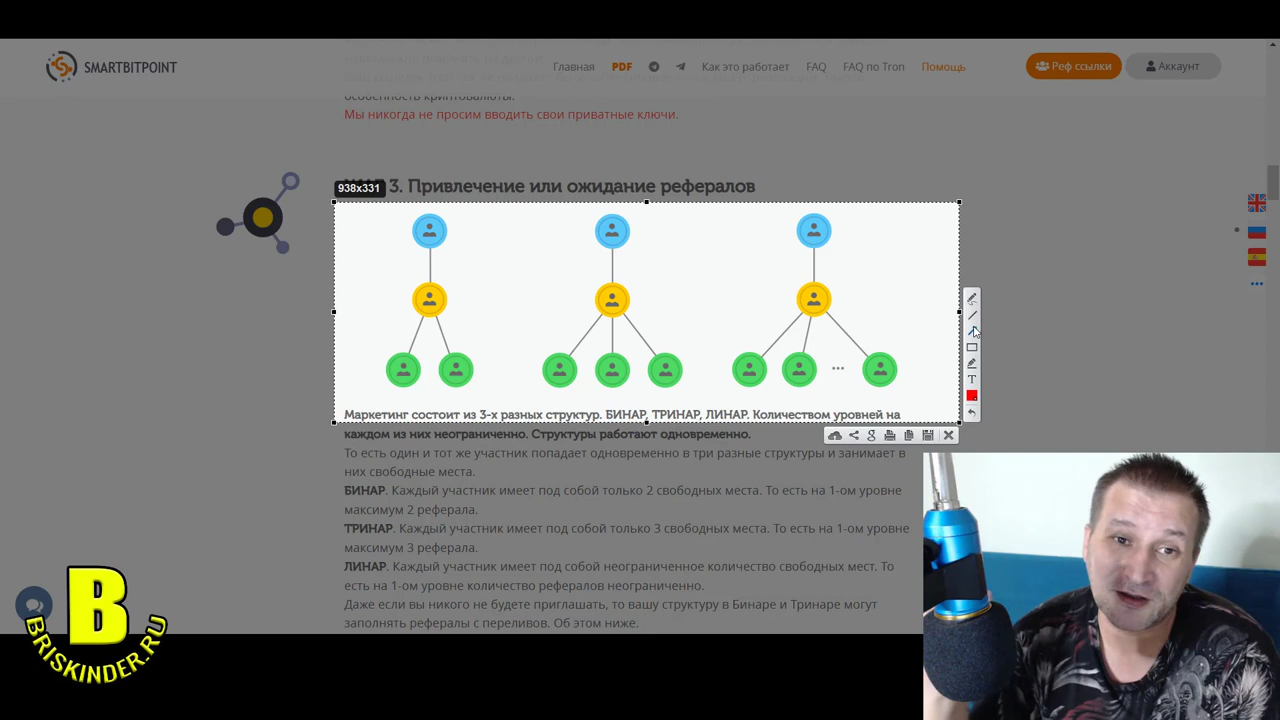 SMARTBITPOINT
Главная PDF Как это работает FAQ FAQ по Tron Помощь Реф ссылки Аккаунт
особенность криптовалюты.
Мы никогда не просим вводить свои приватные ключи.
938x331
3. Привлечение или ожидание рефералов
Маркетинг состоит из 3-х разных структур. БИНАР, ТРИНАР, ЛИНАР. Количеством уровней на
каждом из них неограниченно. Структуры работают одновременно.
То есть один и тот же участник попадает одновременно в три разные структуры и занимает в
них свободные места.
БИНАР. Каждый участник имеет под собой только 2 свободных места. То есть на 1-ом уровне
максимум 2 реферала.
ТРИНАР. Каждый участник имеет под собой только 3 свободных места. То есть на 1-ом уровне
максимум 3 реферала.
ЛИНАР. Каждый участник имеет под собой неограниченное количество свободных мест. То
есть на 1-ом уровне количество рефералов неограниченно.
Даже если вы никого не будете приглашать, то вашу структуру в Бинаре и Тринаре могут
заполнять рефералы с переливов. Об этом ниже.
B
BRISKINDER.RU